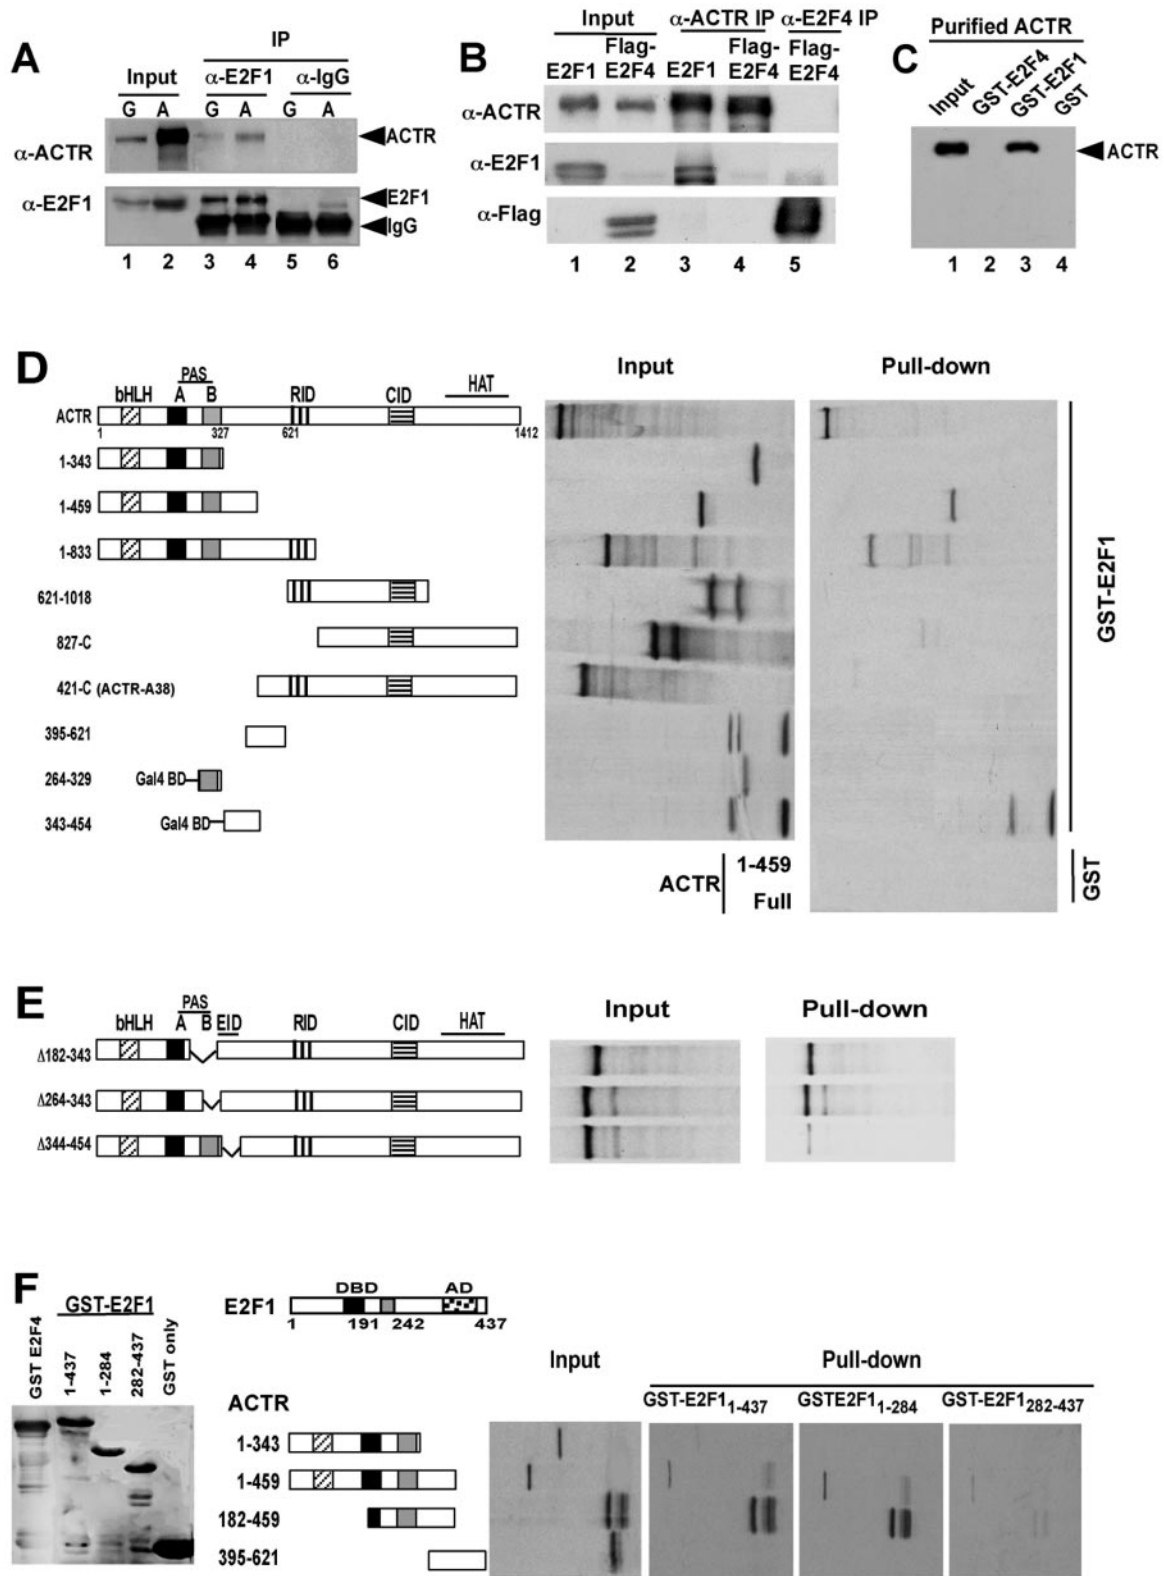 A
IP
Input α-E2F1 α-IgG
G A G A G A
α-ACTR
ACTR
α-E2F1
E2F1
IgG
1 2 3 4 5 6
B
Input α-ACTR IP α-E2F4 IP
Flag- Flag- Flag-
E2F1 E2F4 E2F1 E2F4 E2F4
α-ACTR
α-E2F1
α-Flag
1 2 3 4 5
C
Purified ACTR
Input GST-E2F4 GST-E2F1 GST
ACTR
1 2 3 4
D
PAS
bHLH A B RID CID HAT
ACTR
1 327 621 1412
1-343
1-459
1-833
621-1018
827-C
421-C (ACTR-A38)
395-621
264-329 Gal4 BD
343-454 Gal4 BD
Input Pull-down
GST-E2F1
ACTR
1-459
Full
GST
E
PAS
bHLH A B EID RID CID HAT
Δ182-343
Δ264-343
Δ344-454
Input Pull-down
F
GST-E2F1
GST E2F4
1-437
1-284
282-437
GST only
DBD AD
E2F1
1 191 242 437
Input Pull-down
GST-E2F11-437 GSTE2F11-284 GST-E2F1282-437
ACTR
1-343
1-459
182-459
395-621